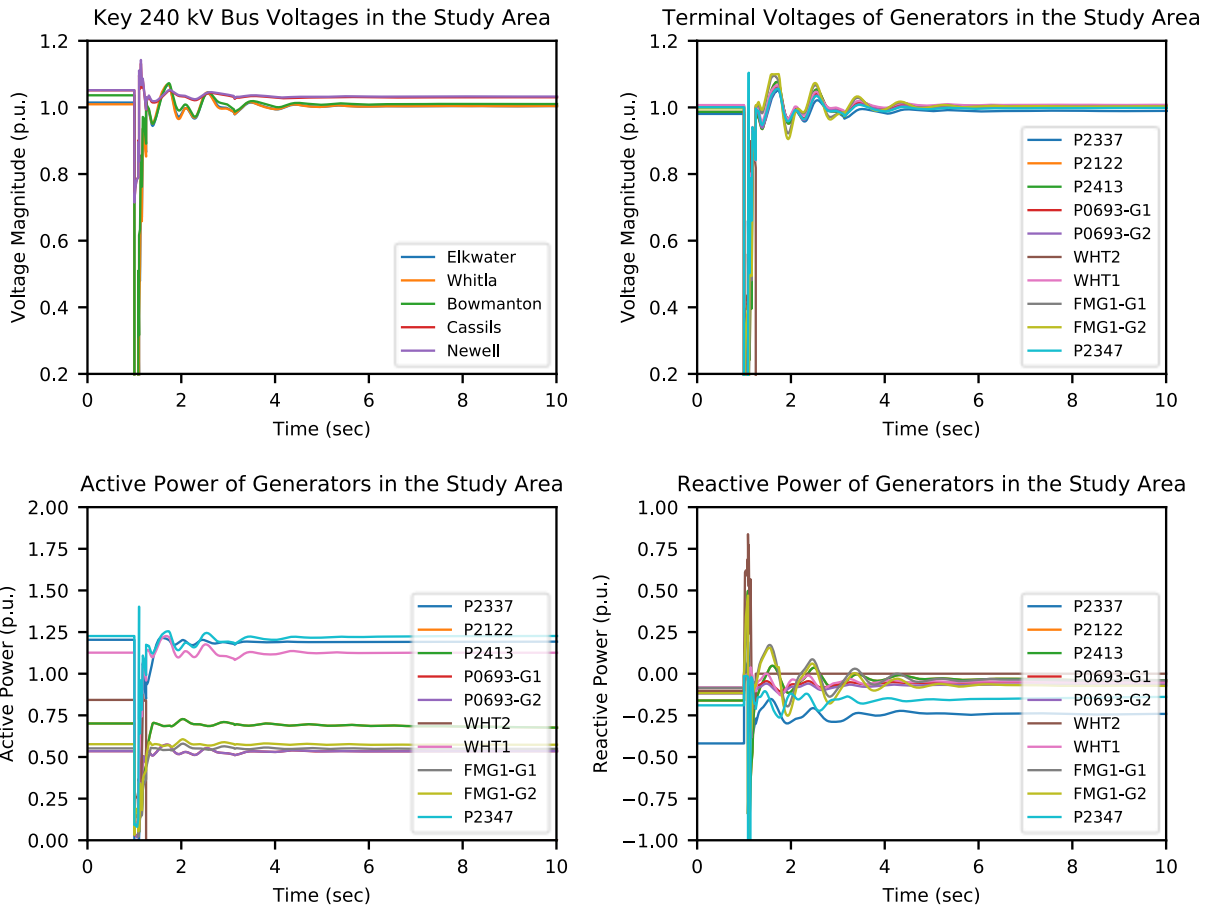 Key 240 kV Bus Voltages in the Study Area
1.2
1.0
0.8
0.6
0.4
0.2
Voltage Magnitude (p.u.)
Elkwater
Whitla
Bowmanton
Cassils
Newell
0 2 4 6 8 10
Time (sec)
Terminal Voltages of Generators in the Study Area
1.2
1.0
0.8
0.6
0.4
0.2
Voltage Magnitude (p.u.)
P2337
P2122
P2413
P0693-G1
P0693-G2
WHT2
WHT1
FMG1-G1
FMG1-G2
P2347
0 2 4 6 8 10
Time (sec)
Active Power of Generators in the Study Area
2.00
1.75
1.50
1.25
1.00
0.75
0.50
0.25
0.00
Active Power (p.u.)
P2337
P2122
P2413
P0693-G1
P0693-G2
WHT2
WHT1
FMG1-G1
FMG1-G2
P2347
0 2 4 6 8 10
Time (sec)
Reactive Power of Generators in the Study Area
1.00
0.75
0.50
0.25
0.00
−0.25
−0.50
−0.75
−1.00
Reactive Power (p.u.)
P2337
P2122
P2413
P0693-G1
P0693-G2
WHT2
WHT1
FMG1-G1
FMG1-G2
P2347
0 2 4 6 8 10
Time (sec)